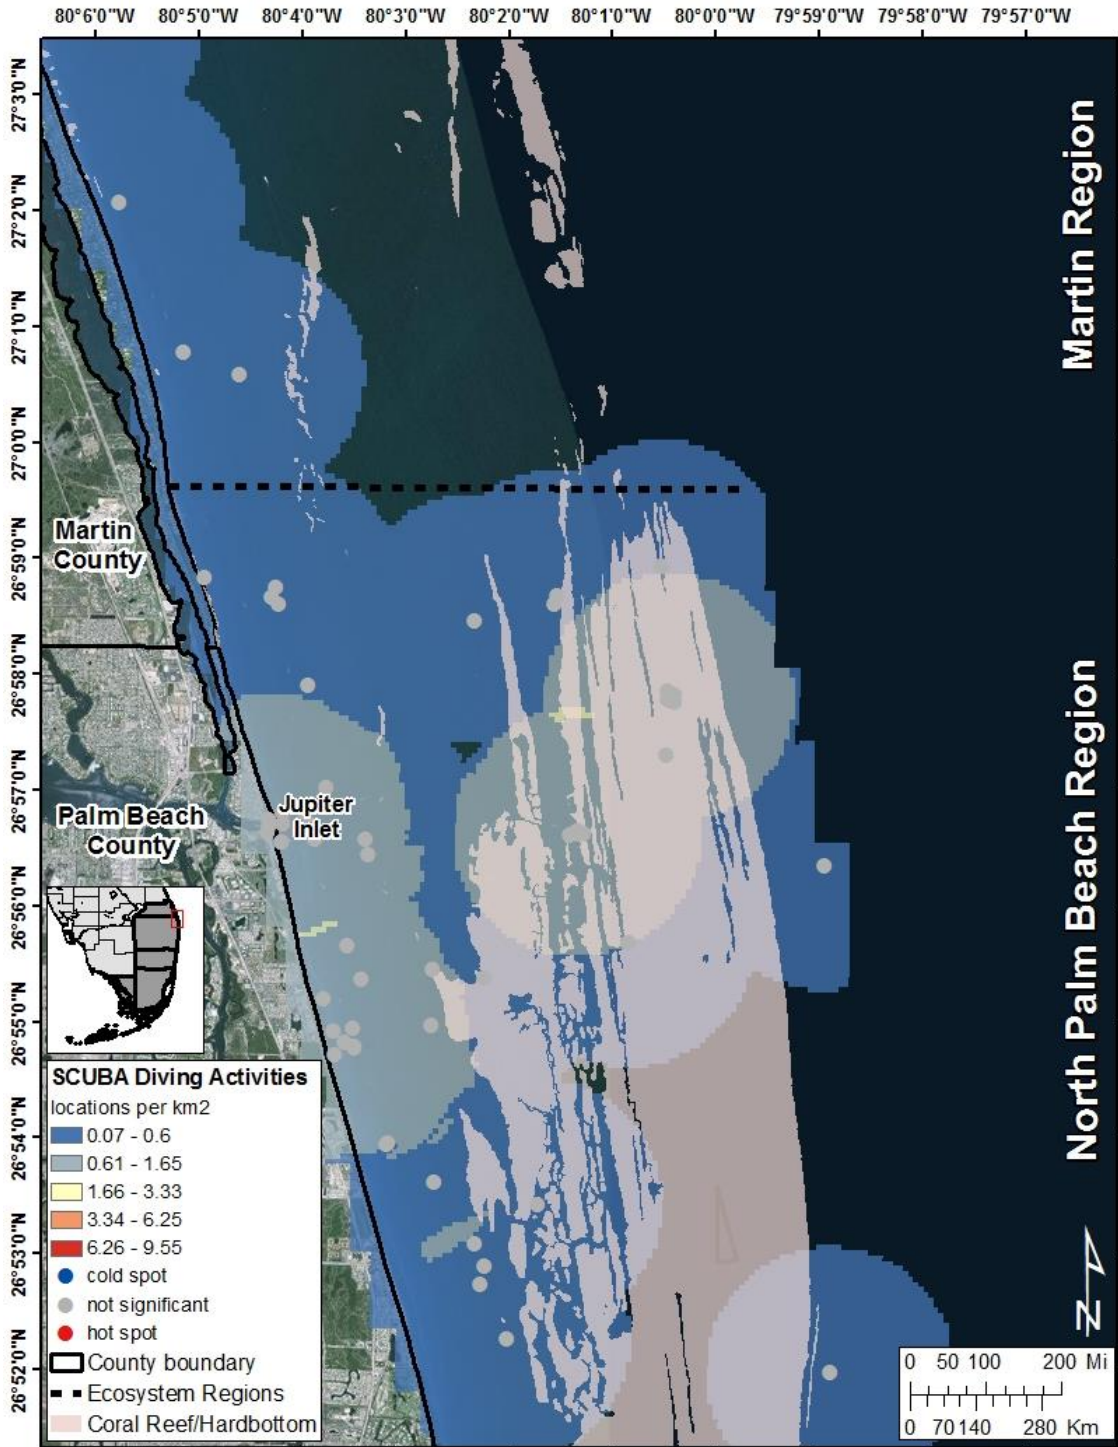 80°6'0"W 80°5'0"W 80°4'0"W 80°3'0"W 80°2'0"W 80°1'0"W 80°0'0"W 79°59'0"W 79°58'0"W 79°57'0"W
27°3'0"N
27°2'0"N
27°1'0"N
27°0'0"N
26°59'0"N
26°58'0"N
26°57'0"N
26°56'0"N
26°55'0"N
26°54'0"N
26°53'0"N
26°52'0"N
Martin Region
North Palm Beach Region
Martin
County
Jupiter
Inlet
Palm Beach
County
SCUBA Diving Activities
locations per km2
0.07 - 0.6
0.61 - 1.65
1.66 - 3.33
3.34 - 6.25
6.26 - 9.55
cold spot
not significant
hot spot
County boundary
Ecosystem Regions
Coral Reef/Hardbottom
N
0 50 100 200 Mi
0 70 140 280 Km